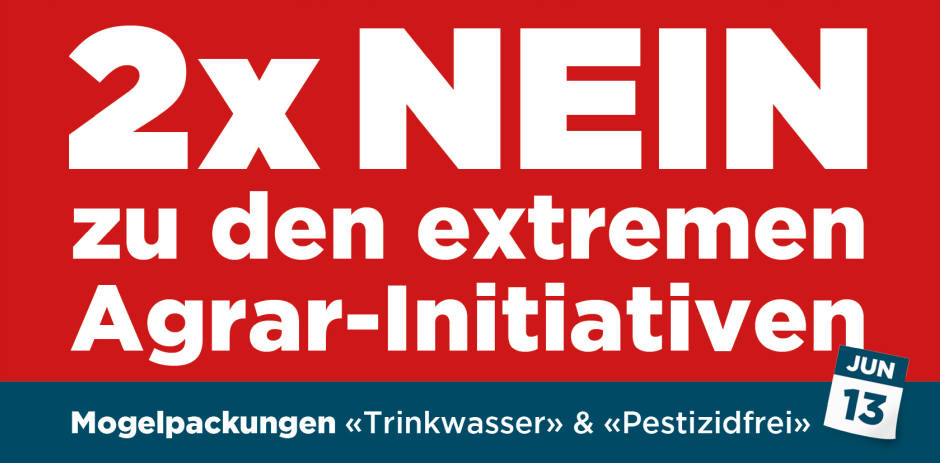 2x NEIN
zu den extremen
Agrar-Initiativen
JUN
13
Mogelpackungen «Trinkwasser» & «Pestizidfrei»